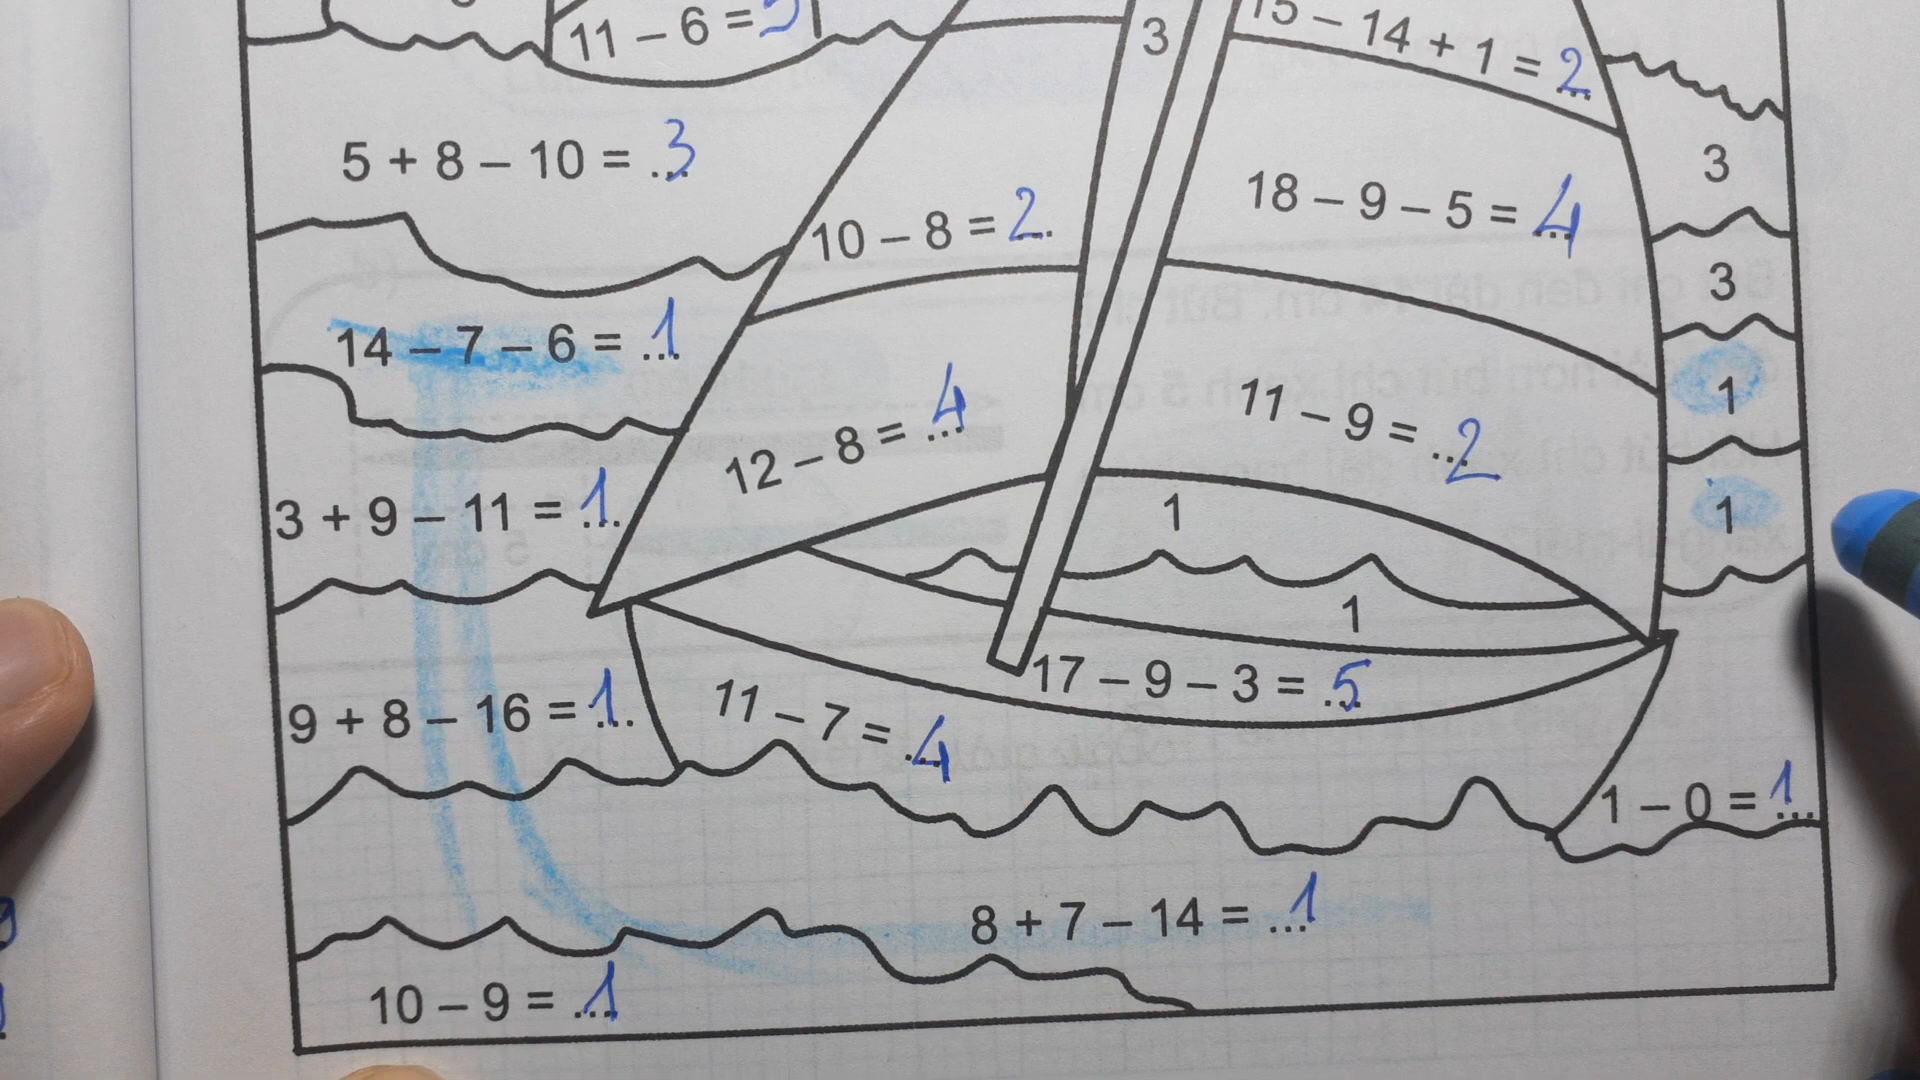 11 – 6 = 5
3
15 – 14 + 1 = 2
5 + 8 – 10 = 3
3
10 – 8 = 2
18 – 9 – 5 = 4
3
14 – 7 – 6 = 1
1
12 – 8 = 4
11 – 9 = 2
3 + 9 – 11 = 1
1
1
1
9 + 8 – 16 = 1
11 – 7 = 4
17 – 9 – 3 = 5
1 – 0 = 1
8 + 7 – 14 = 1
10 – 9 = 1